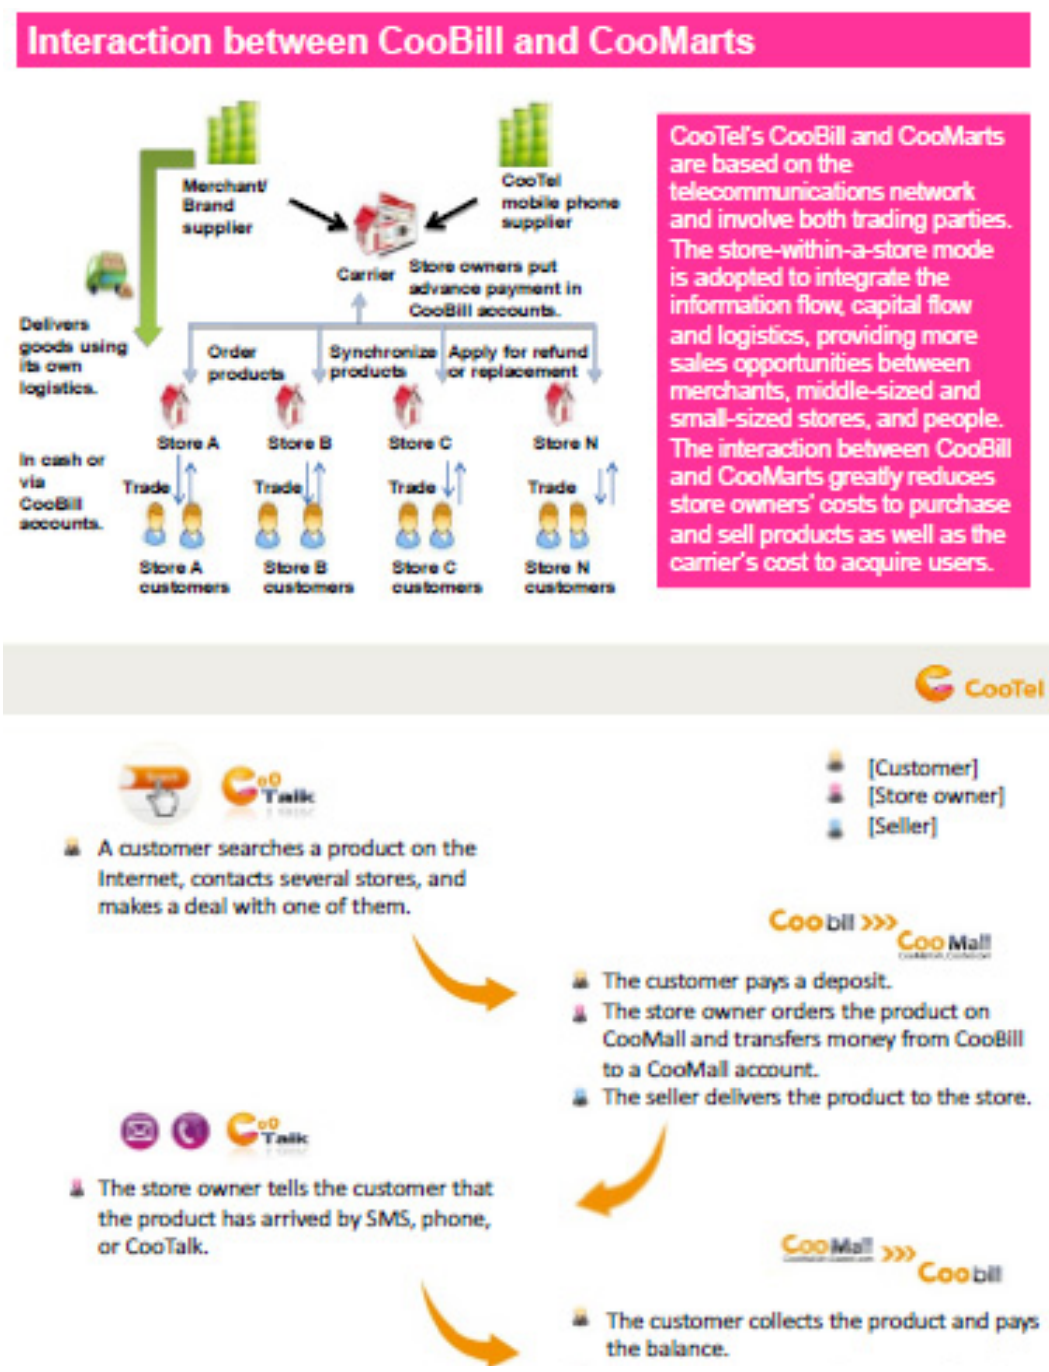 Interaction between CooBill and CooMarts
Merchant/
Brand
supplier
CooTel
mobile phone
supplier
Carrier
Store owners put
advance payment in
CooBill accounts.
Delivers
goods using
its own
logistics.
Order
products
Synchronize
products
Apply for refund
or replacement
Store A
Store B
Store C
Store N
In cash or
via
CooBill
accounts.
Trade
Trade
Trade
Trade
Store A
customers
Store B
customers
Store C
customers
Store N
customers
CooTel's CooBill and CooMarts
are based on the
telecommunications network
and involve both trading parties.
The store-within-a-store mode
is adopted to integrate the
information flow, capital flow
and logistics, providing more
sales opportunities between
merchants, middle-sized and
small-sized stores, and people.
The interaction between CooBill
and CooMarts greatly reduces
store owners' costs to purchase
and sell products as well as the
carrier's cost to acquire users.
CooTel
Coo Talk
[Customer]
[Store owner]
[Seller]
A customer searches a product on the
Internet, contacts several stores, and
makes a deal with one of them.
Coobill >>>
CooMall
The customer pays a deposit.
The store owner orders the product on
CooMall and transfers money from CooBill
to a CooMall account.
The seller delivers the product to the store.
Coo Talk
The store owner tells the customer that
the product has arrived by SMS, phone,
or CooTalk.
CooMall >>>
Coobill
The customer collects the product and pays
the balance.